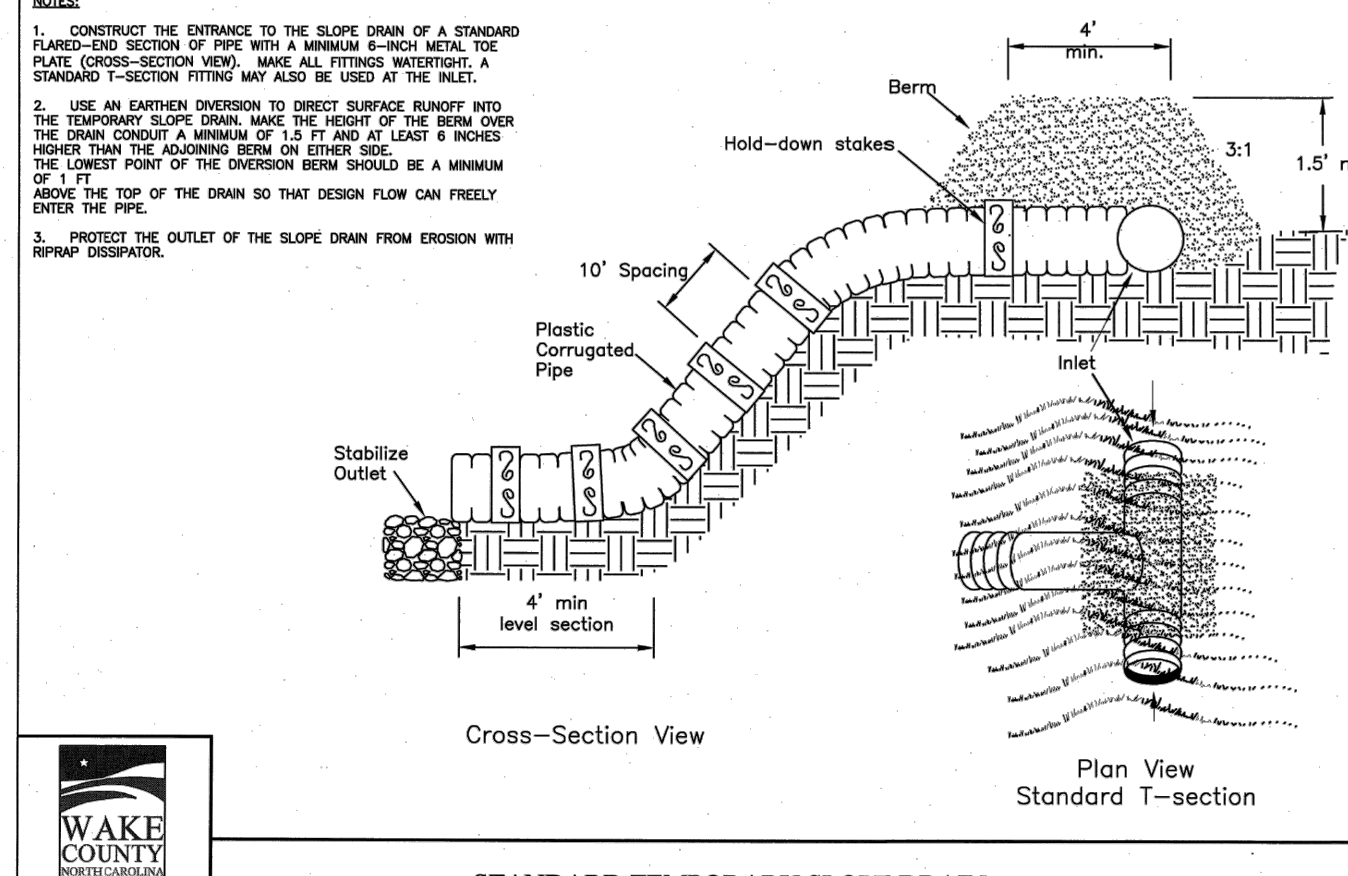 NOTES:
1. CONSTRUCT THE ENTRANCE TO THE SLOPE DRAIN OF A STANDARD
FLARED-END SECTION OF PIPE WITH A MINIMUM 6-INCH METAL TOE
PLATE (CROSS-SECTION VIEW). MAKE ALL FITTINGS WATERTIGHT. A
STANDARD T-SECTION FITTING MAY ALSO BE USED AT THE INLET.
2. USE AN EARTHEN DIVERSION TO DIRECT SURFACE RUNOFF INTO
THE TEMPORARY SLOPE DRAIN. MAKE THE HEIGHT OF THE BERM OVER
THE DRAIN CONDUIT A MINIMUM OF 1.5 FT AND AT LEAST 6 INCHES
HIGHER THAN THE ADJOINING BERM ON EITHER SIDE.
THE LOWEST POINT OF THE DIVERSION BERM SHOULD BE A MINIMUM
OF 1 FT
ABOVE THE TOP OF THE DRAIN SO THAT DESIGN FLOW CAN FREELY
ENTER THE PIPE.
3. PROTECT THE OUTLET OF THE SLOPE DRAIN FROM EROSION WITH
RIPRAP DISSIPATOR.
4'
min.
Berm
Hold-down stakes
3:1
1.5'
10' Spacing
Plastic
Corrugated
Pipe
Inlet
Stabilize
Outlet
4' min
level section
Cross-Section View
Plan View
Standard T-section
WAKE
COUNTY
NORTH CAROLINA
STANDARD TEMPORARY SLOPE DRAIN